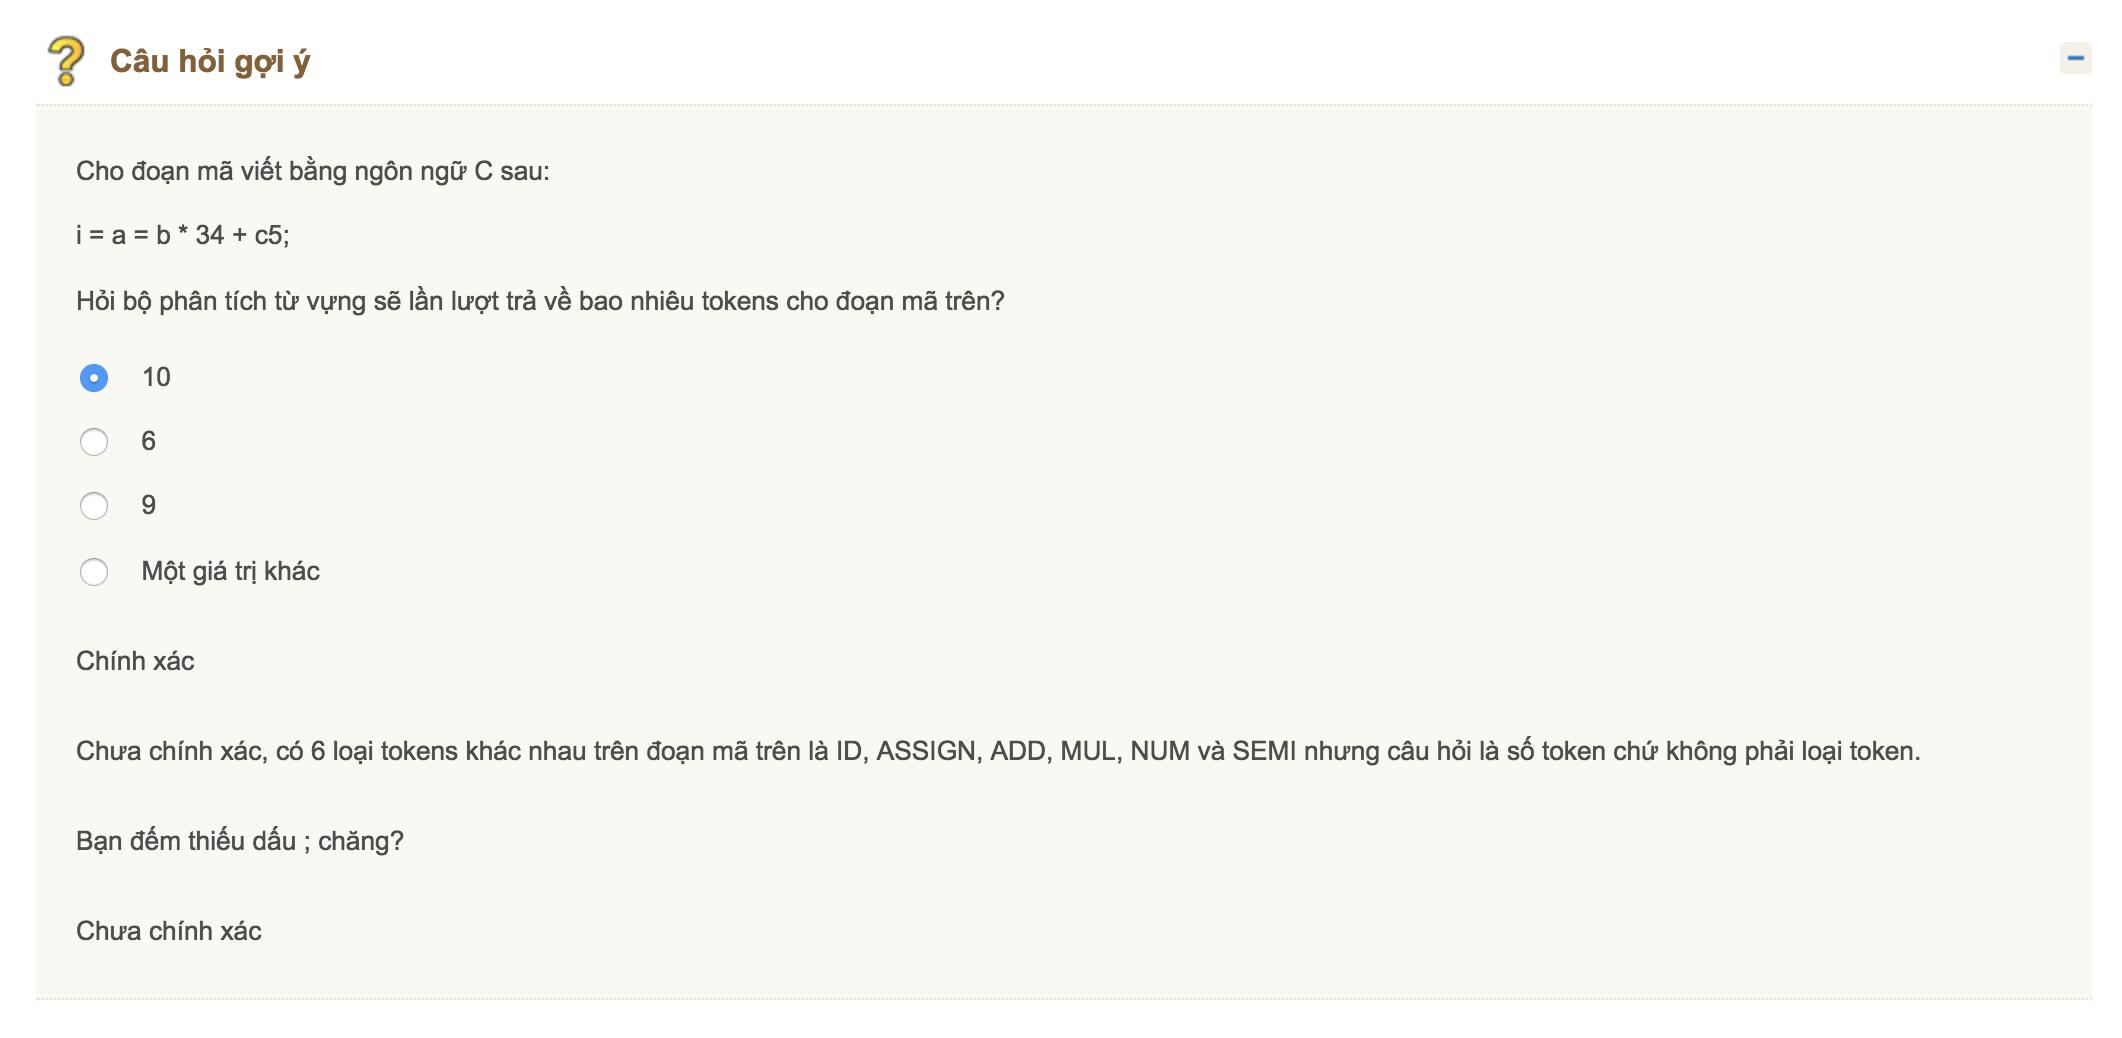 Câu hỏi gợi ý
Cho đoạn mã viết bằng ngôn ngữ C sau:
i = a = b * 34 + c5;
Hỏi bộ phân tích từ vựng sẽ lần lượt trả về bao nhiêu tokens cho đoạn mã trên?
10
6
9
Một giá trị khác
Chính xác
Chưa chính xác, có 6 loại tokens khác nhau trên đoạn mã trên là ID, ASSIGN, ADD, MUL, NUM và SEMI nhưng câu hỏi là số token chứ không phải loại token.
Bạn đếm thiếu dấu ; chăng?
Chưa chính xác